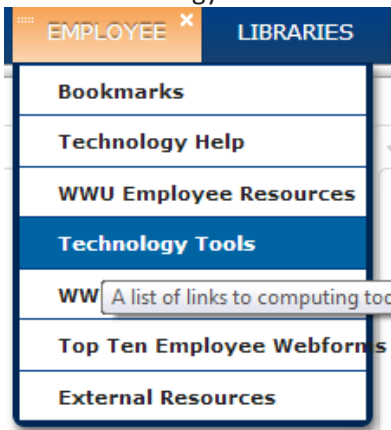 EMPLOYEE × LIBRARIES
Bookmarks
Technology Help
WWU Employee Resources
Technology Tools
WW A list of links to computing too
Top Ten Employee Webforms
External Resources